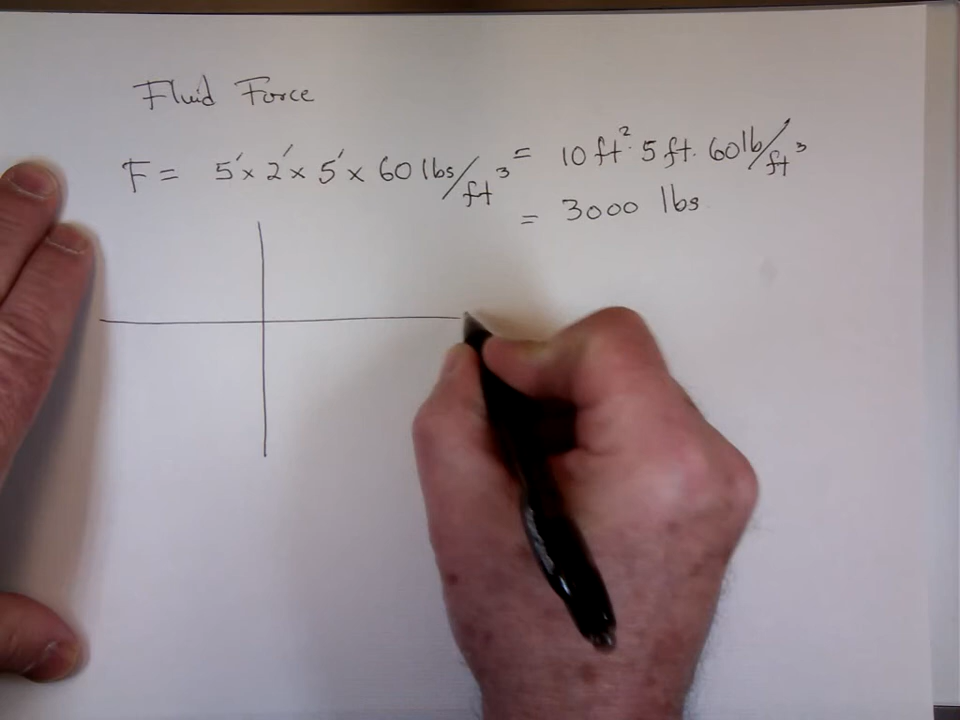 Fluid Force
F = 5' x 2' x 5' x 60 lbs/ft³ = 10 ft² · 5 ft · 60 lb/ft³
= 3000 lbs